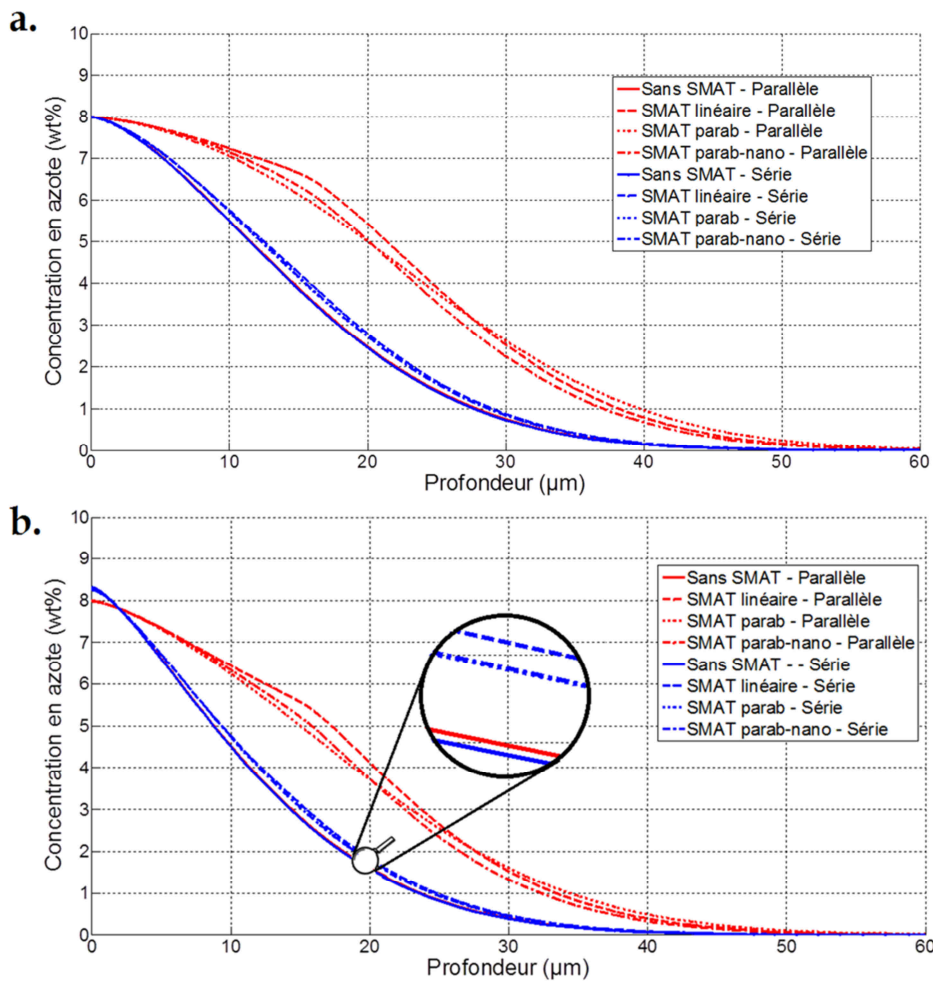 a.
Concentration en azote (wt%)
10
9
8
7
6
5
4
3
2
1
0
Sans SMAT - Parallèle
SMAT linéaire - Parallèle
SMAT parab - Parallèle
SMAT parab-nano - Parallèle
Sans SMAT - Série
SMAT linéaire - Série
SMAT parab - Série
SMAT parab-nano - Série
0 10 20 30 40 50 60
Profondeur (µm)
b.
Concentration en azote (wt%)
10
9
8
7
6
5
4
3
2
1
0
Sans SMAT - Parallèle
SMAT linéaire - Parallèle
SMAT parab - Parallèle
SMAT parab-nano - Parallèle
Sans SMAT - - Série
SMAT linéaire - Série
SMAT parab - Série
SMAT parab-nano - Série
0 10 20 30 40 50 60
Profondeur (µm)